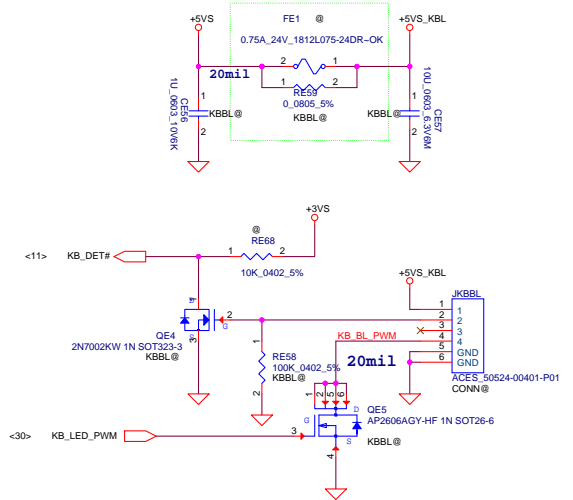 +5VS
FE1 @
+5VS_KBL
0.75A_24V_1812L075-24DR~OK
2 1
20mil
1 2
RE59
0_0805_5%
KBBL@
1
CE56
1U_0603_10V6K
KBBL@
2
1
CE57
10U_0603_6.3V6M
KBBL@
2
+3VS
@
RE68
<11> KB_DET#
1 2
10K_0402_5%
+5VS_KBL
JKBBL
1 1
2 2
3 3
4 4
5 GND
6 GND
ACES_50524-00401-P01
CONN@
1
D
2
G
S
3
QE4
2N7002KW 1N SOT323-3
KBBL@
KB_BL_PWM
20mil
1
RE58
100K_0402_5%
KBBL@
2
1 2 5 6
D
QE5
AP2606AGY-HF 1N SOT26-6
G
S
KBBL@
<30> KB_LED_PWM
3
4